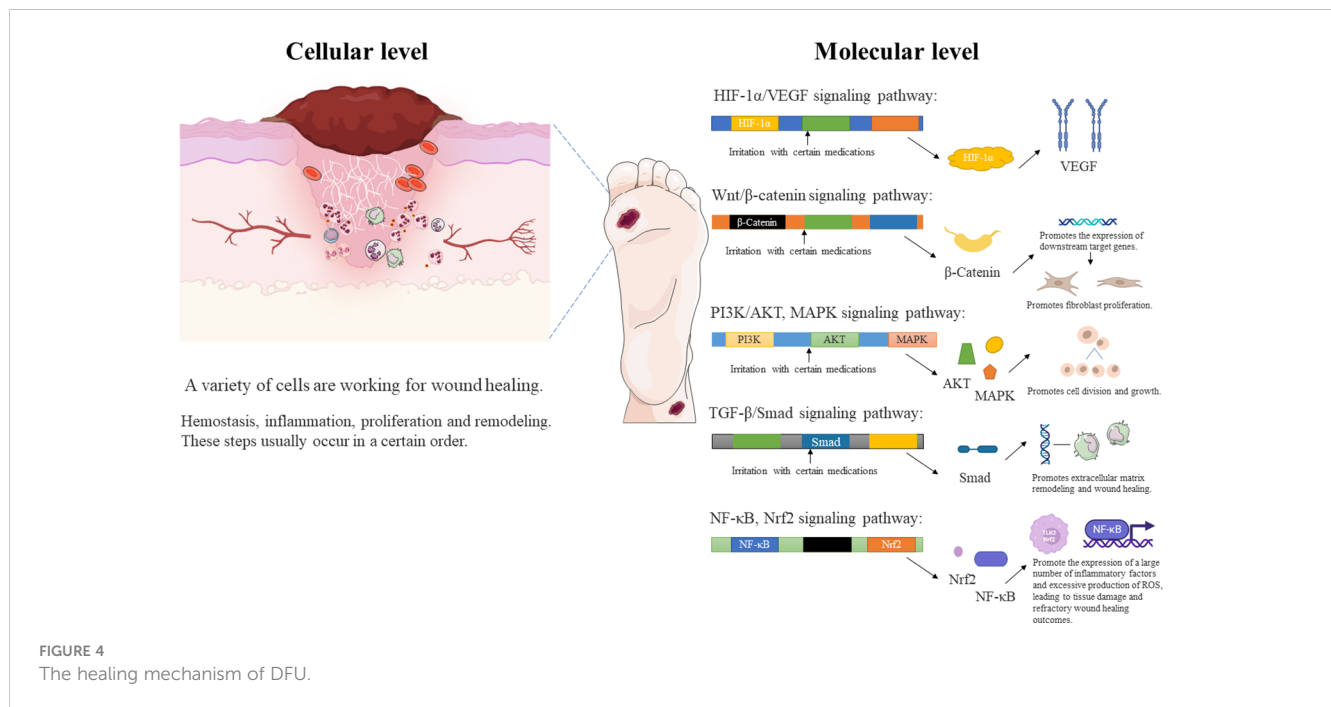 Cellular level
A variety of cells are working for wound healing.
Hemostasis, inflammation, proliferation and remodeling.
These steps usually occur in a certain order.
Molecular level
HIF-1α/VEGF signaling pathway:
HIF-1α
Irritation with certain medications
HIF-1α
VEGF
Wnt/β-catenin signaling pathway:
β-Catenin
Irritation with certain medications
β-Catenin
Promotes the expression of
downstream target genes.
Promotes fibroblast proliferation.
PI3K/AKT, MAPK signaling pathway:
PI3K AKT MAPK
Irritation with certain medications
AKT
MAPK
Promotes cell division and growth.
TGF-β/Smad signaling pathway:
Smad
Irritation with certain medications
Smad
Promotes extracellular matrix
remodeling and wound healing.
NF-κB, Nrf2 signaling pathway:
NF-κB Nrf2
Nrf2
NF-κB
Nrf2
NF-κB
Promote the expression of a large
number of inflammatory factors
and excessive production of ROS,
leading to tissue damage and
refractory wound healing
outcomes.
FIGURE 4
The healing mechanism of DFU.